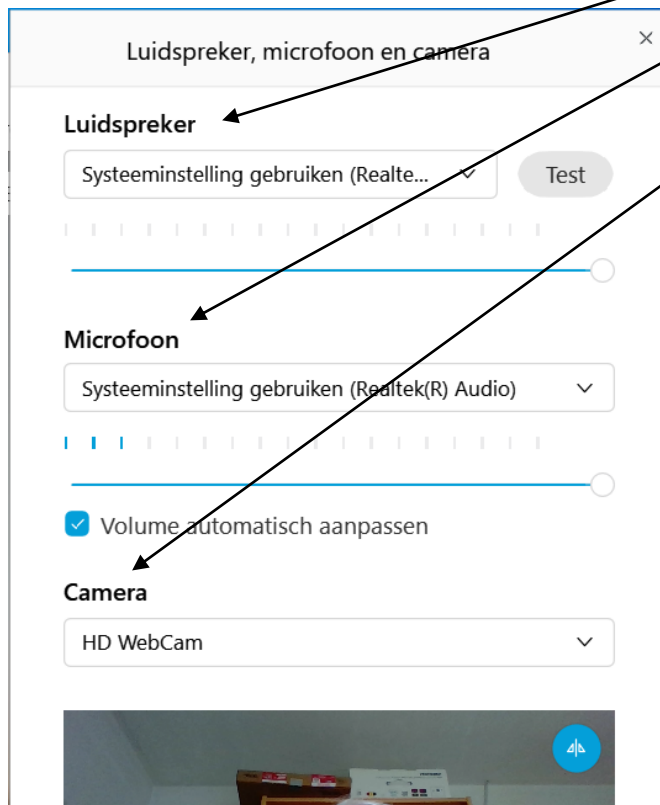 Luidspreker, microfoon en camera
Luidspreker
Systeeminstelling gebruiken (Realte...
Test
Microfoon
Systeeminstelling gebruiken (Realtek(R) Audio)
Volume automatisch aanpassen
Camera
HD WebCam